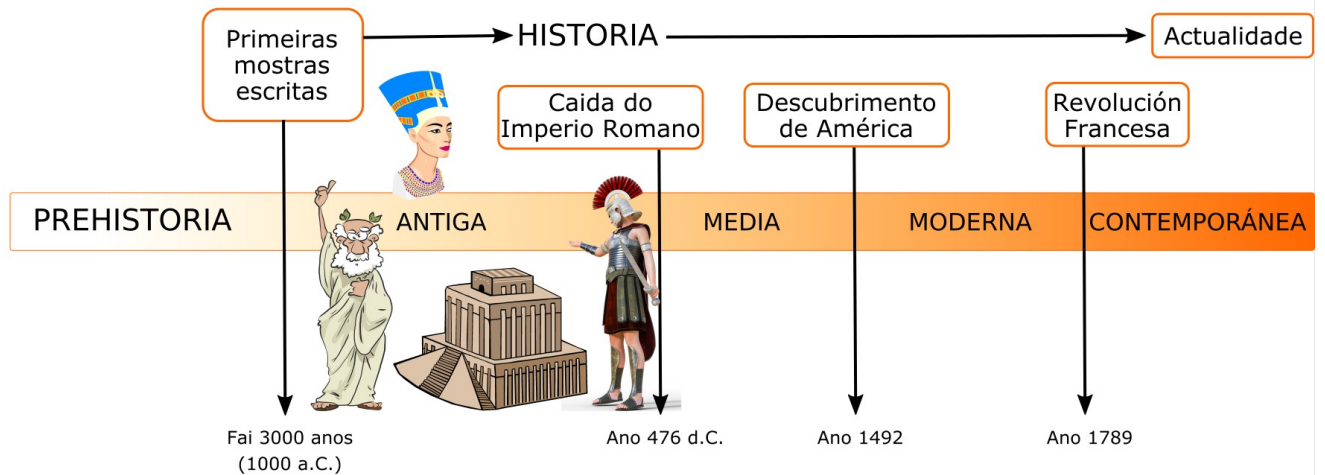 Primeiras
mostras
escritas
HISTORIA
Actualidade
Caida do
Imperio Romano
Descubrimento
de América
Revolución
Francesa
PREHISTORIA
ANTIGA
MEDIA
MODERNA
CONTEMPORÁNEA
Fai 3000 anos
(1000 a.C.)
Ano 476 d.C.
Ano 1492
Ano 1789